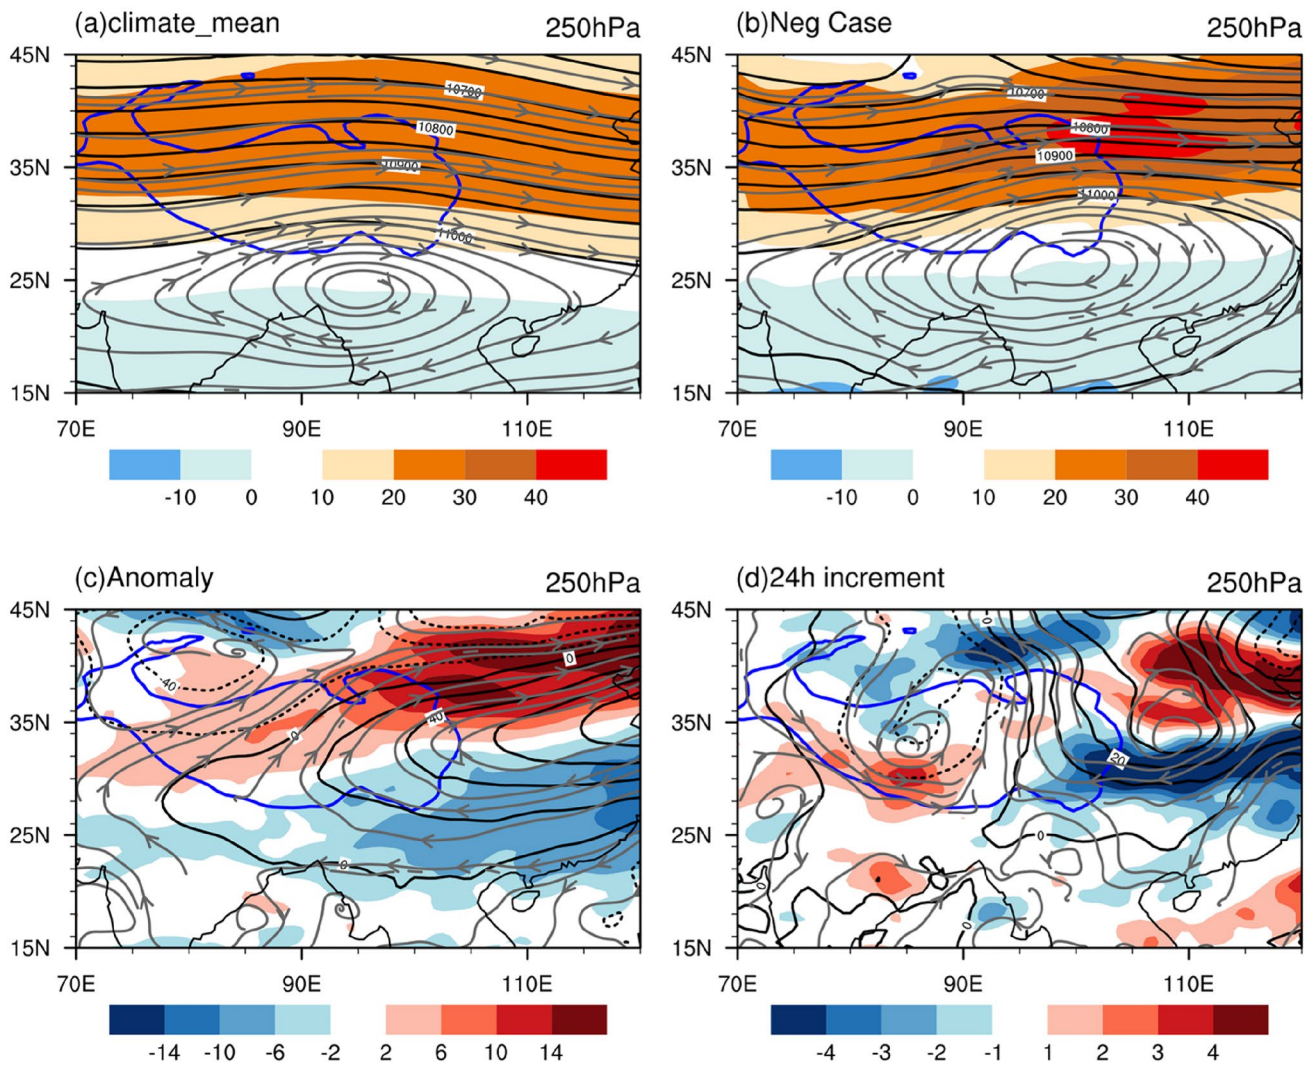 (a)climate_mean 250hPa
(b)Neg Case 250hPa
45N
35N
25N
15N
70E 90E 110E
10700
10800
10900
11000
45N
35N
25N
15N
70E 90E 110E
10700
10800
10900
11000
-10 0 10 20 30 40
-10 0 10 20 30 40
(c)Anomaly 250hPa
(d)24h increment 250hPa
45N
35N
25N
15N
70E 90E 110E
-40
0
0
40
0
45N
35N
25N
15N
70E 90E 110E
0
20
0
0
0
0
-14 -10 -6 -2 2 6 10 14
-4 -3 -2 -1 1 2 3 4